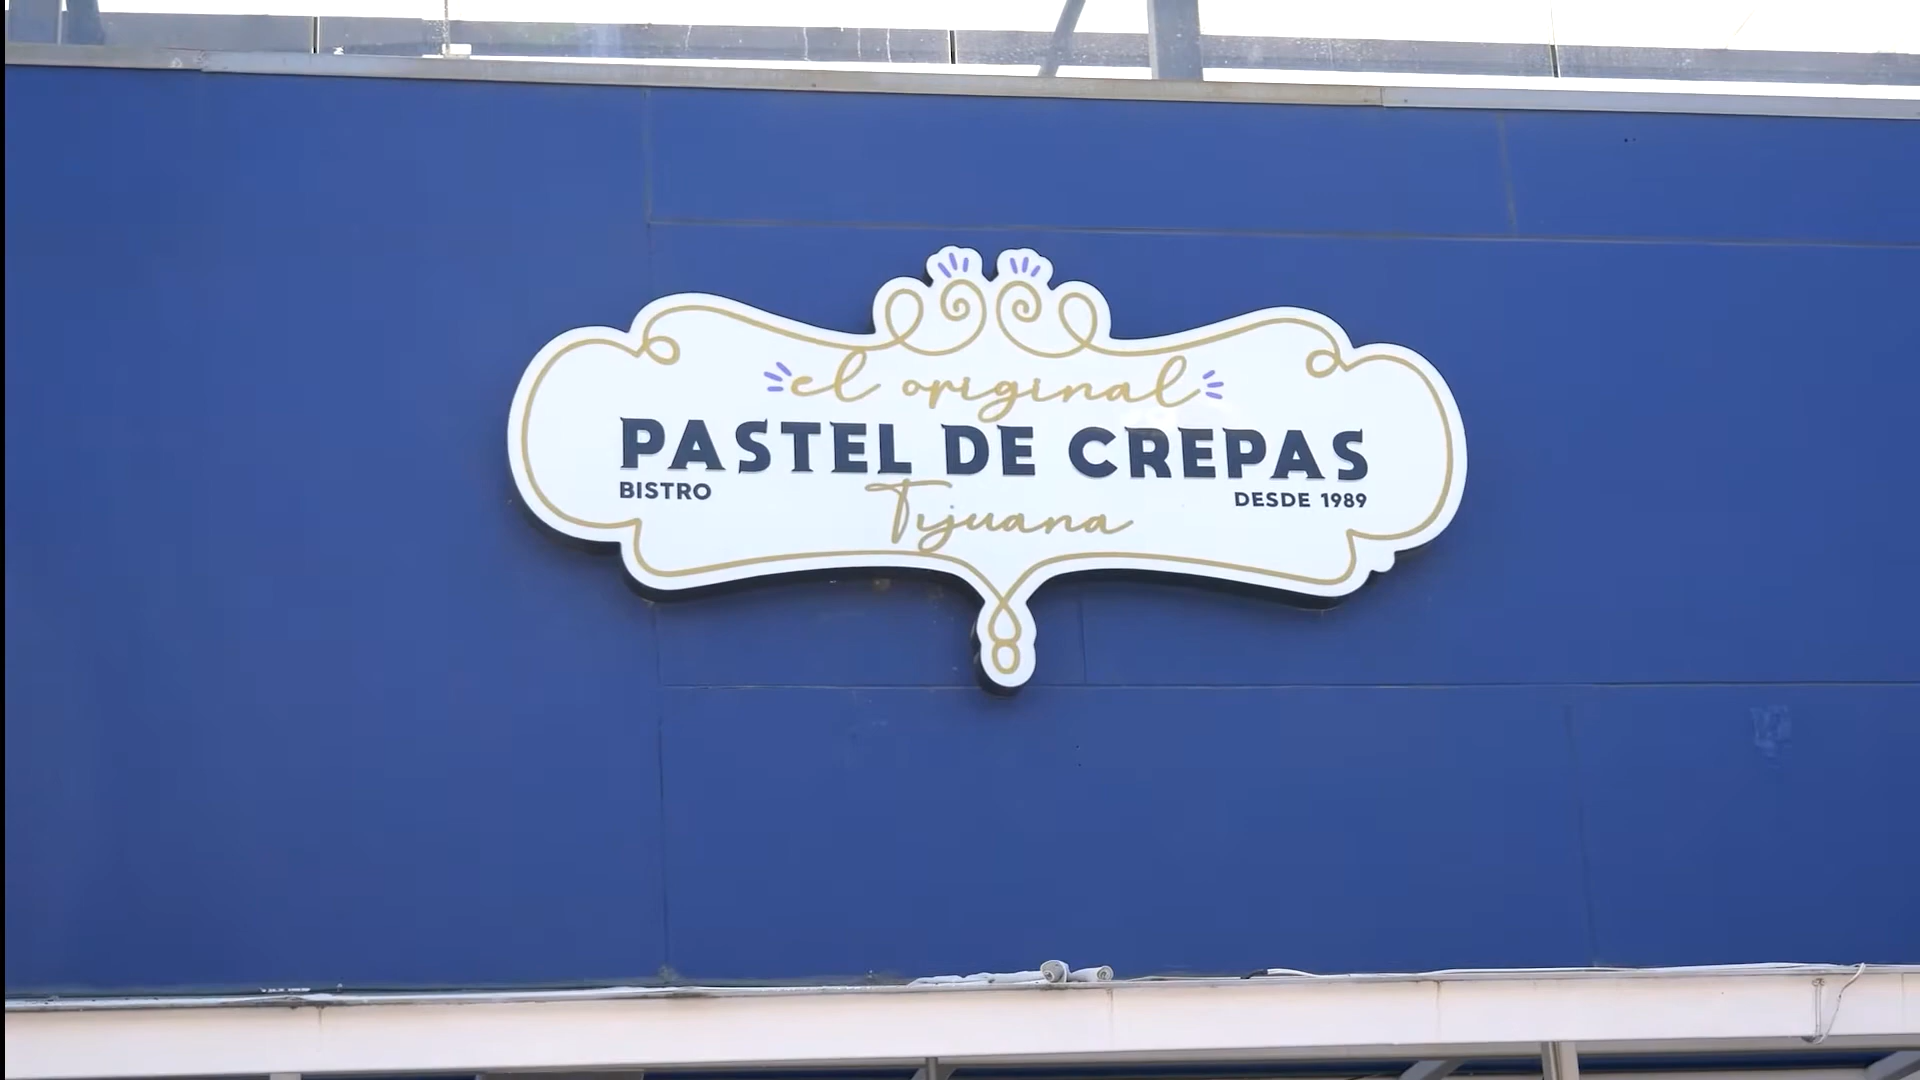 el original
PASTEL DE CREPAS
BISTRO
DESDE 1989
Tijuana